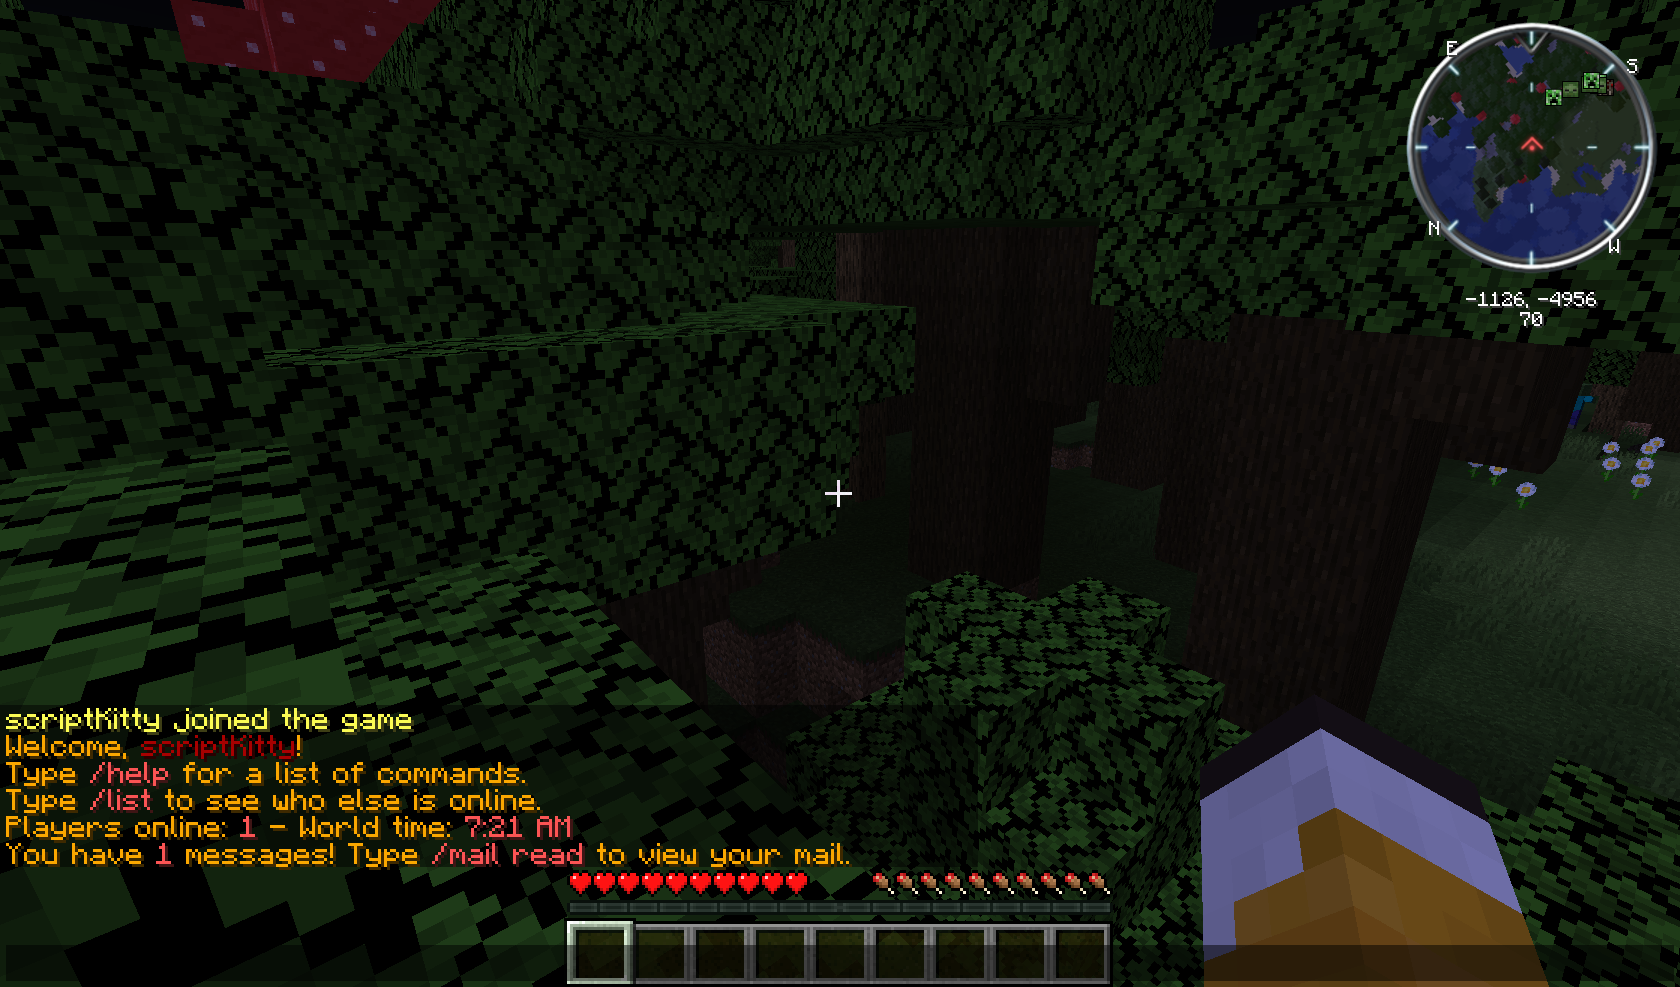 E
S
N
W
-1126, -4956
70
scriptKitty joined the game
Welcome, scriptKitty!
Type /help for a list of commands.
Type /list to see who else is online.
Players online: 1 - World time: 7:21 AM
You have 1 messages! Type /mail read to view your mail.